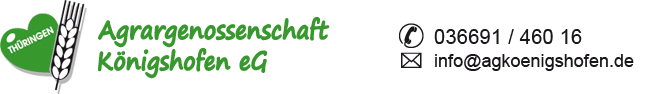 THÜRINGEN
Agrargenossenschaft
Königshofen eG
036691 / 460 16
info@agkoenigshofen.de